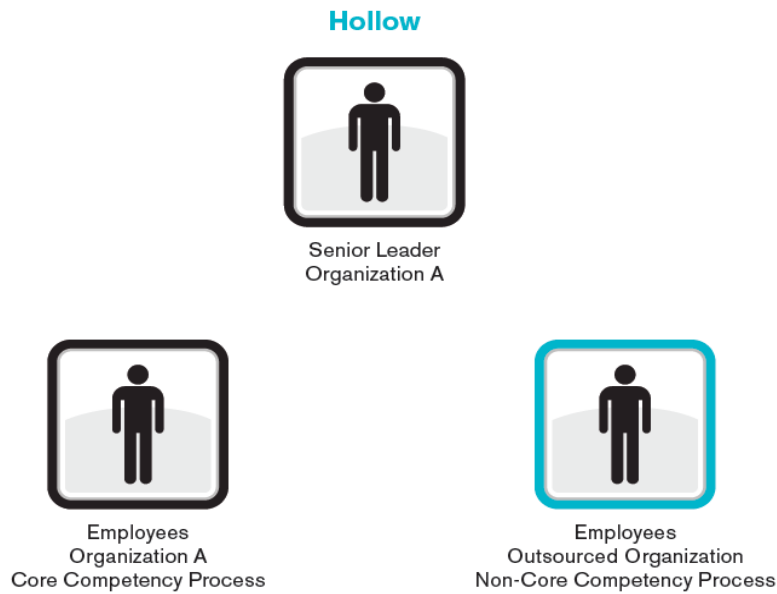 Hollow
Senior Leader
Organization A
Employees
Organization A
Core Competency Process
Employees
Outsourced Organization
Non-Core Competency Process